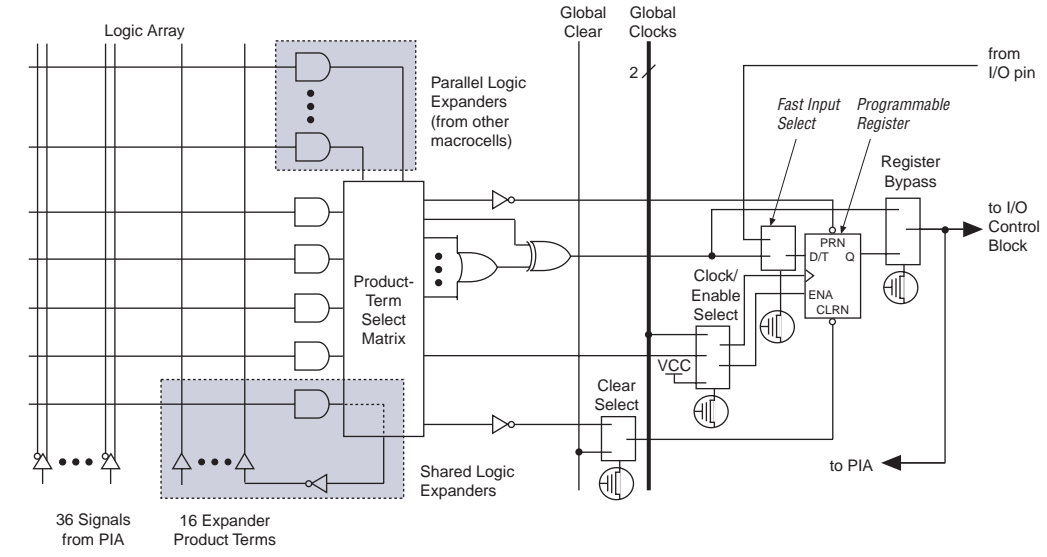 Logic Array
Global
Clear
Global
Clocks
2
from
I/O pin
Parallel Logic
Expanders
(from other
macrocells)
Fast Input
Select
Programmable
Register
Register
Bypass
to I/O
Control
Block
PRN
D/T
Q
ENA
CLRN
Product-
Term
Select
Matrix
Clock/
Enable
Select
VCC
Clear
Select
to PIA
Shared Logic
Expanders
36 Signals
from PIA
16 Expander
Product Terms